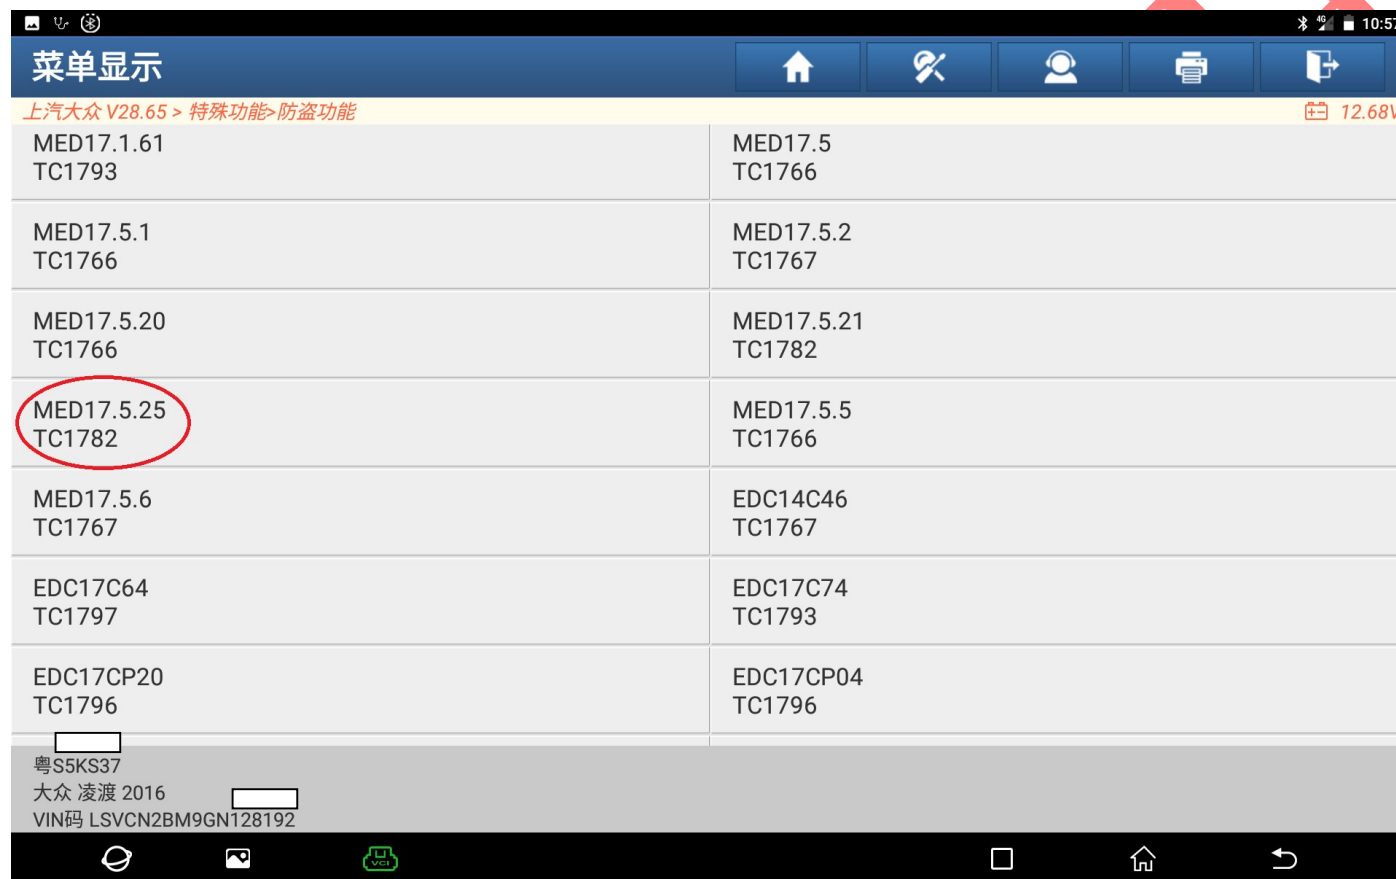 10:57
菜单显示
上汽大众 V28.65 > 特殊功能>防盗功能
12.68V
MED17.1.61
TC1793
MED17.5
TC1766
MED17.5.1
TC1766
MED17.5.2
TC1767
MED17.5.20
TC1766
MED17.5.21
TC1782
MED17.5.25
TC1782
MED17.5.5
TC1766
MED17.5.6
TC1767
EDC14C46
TC1767
EDC17C64
TC1797
EDC17C74
TC1793
EDC17CP20
TC1796
EDC17CP04
TC1796
粤S5KS37
大众 凌渡 2016
VIN码 LSVCN2BM9GN128192
VCI